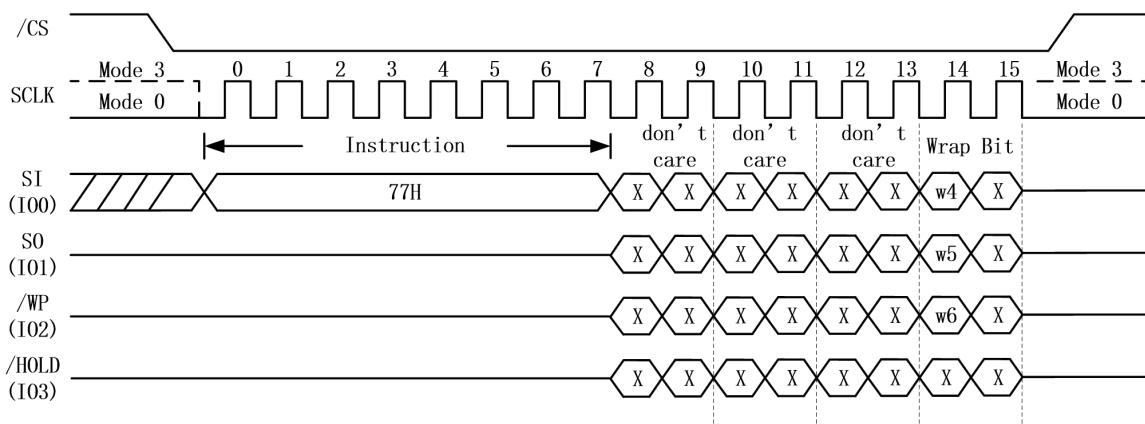 /CS
Mode 3 0 1 2 3 4 5 6 7 8 9 10 11 12 13 14 15 Mode 3
SCLK
Mode 0 Mode 0
Instruction don't care don't care don't care Wrap Bit
SI
(IO0) 77H X X X X X X w4 X
SO
(IO1) X X X X X X w5 X
/WP
(IO2) X X X X X X w6 X
/HOLD
(IO3) X X X X X X X X